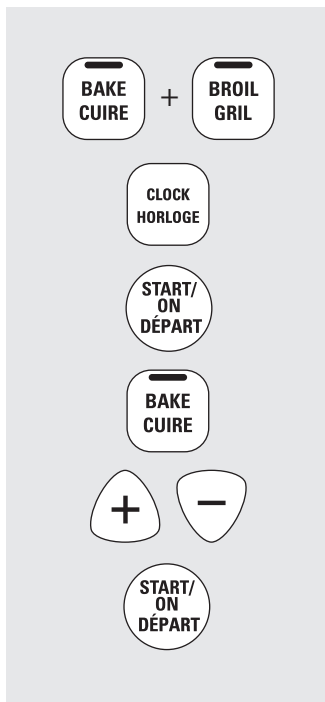 BAKE
CUIRE
+
BROIL
GRIL
CLOCK
HORLOGE
START/
ON
DÉPART
BAKE
CUIRE
+ −
START/
ON
DÉPART